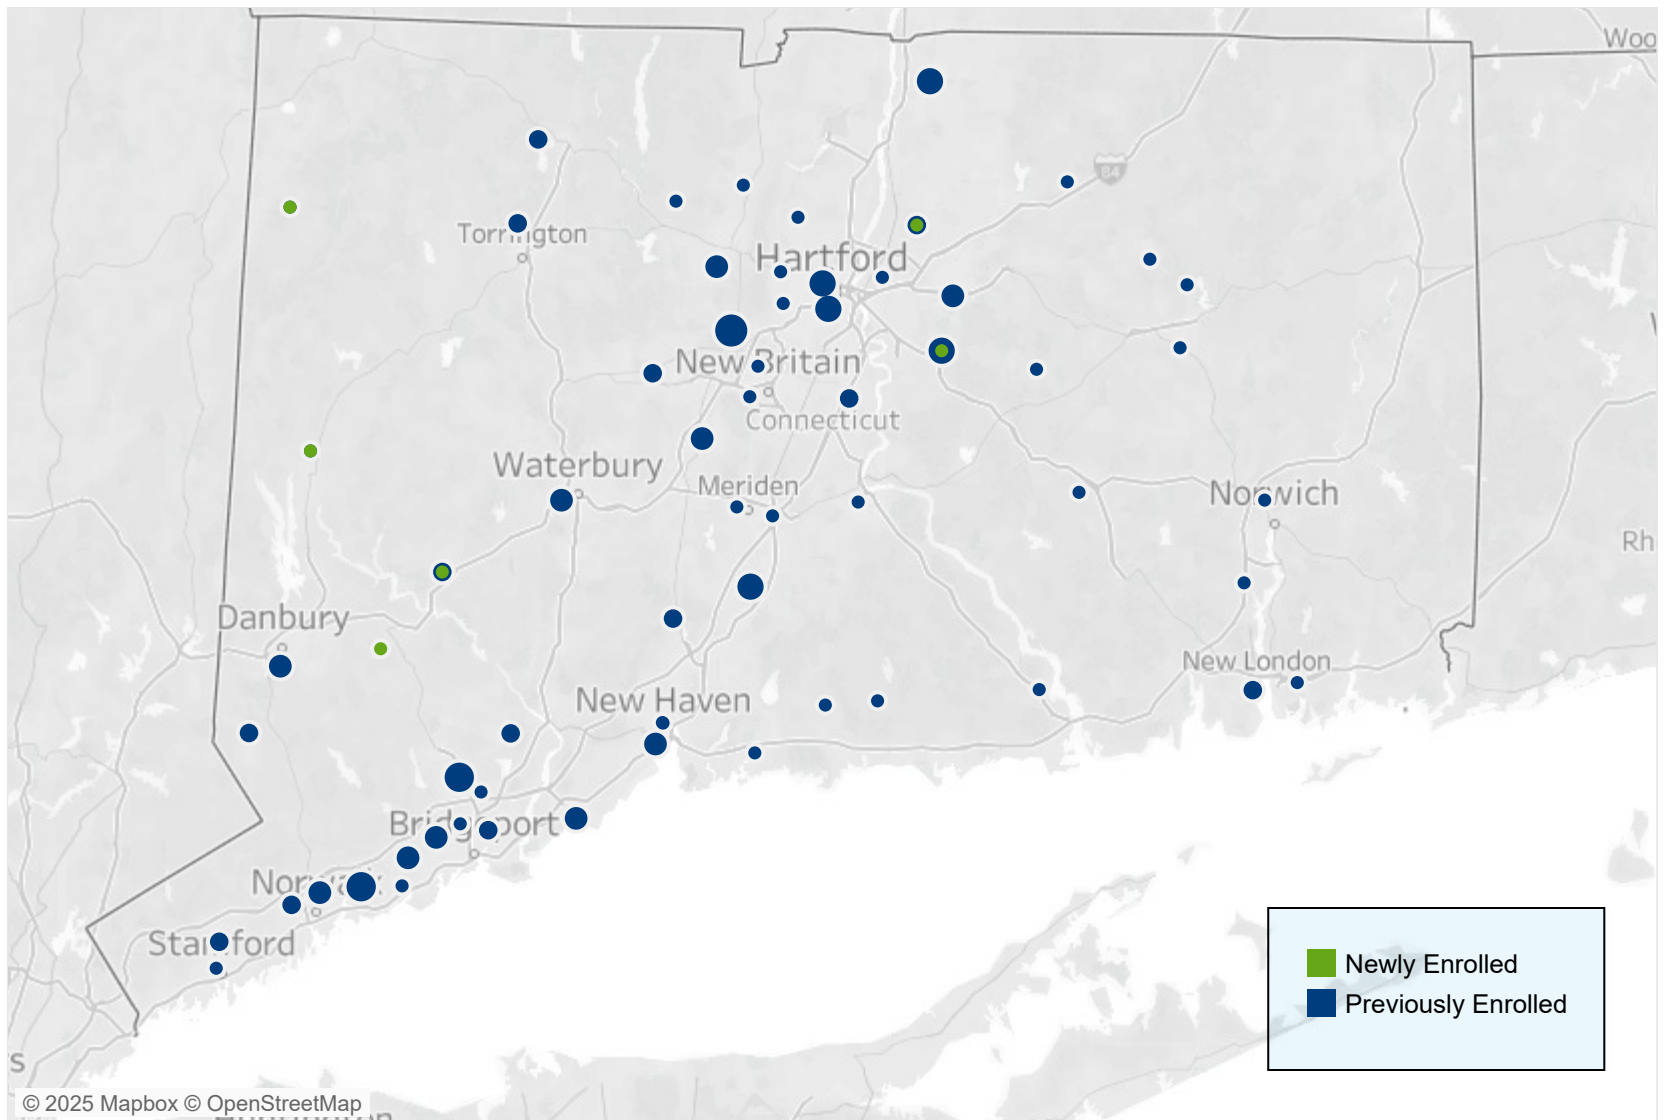 Woo
84
Torrington
Hartford
New Britain
Connecticut
Waterbury
Meriden
Norwich
Rh
Danbury
New London
New Haven
Bridgeport
Norwalk
Stamford
Newly Enrolled
Previously Enrolled
s
© 2025 Mapbox © OpenStreetMap